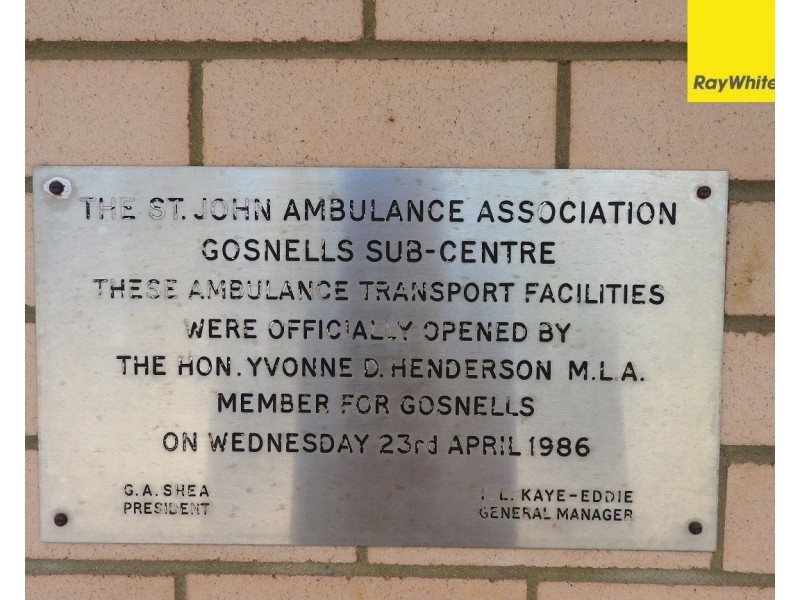 RayWhite
THE ST. JOHN AMBULANCE ASSOCIATION
GOSNELLS SUB-CENTRE
THESE AMBULANCE TRANSPORT FACILITIES
WERE OFFICIALLY OPENED BY
THE HON. YVONNE D. HENDERSON M.L.A.
MEMBER FOR GOSNELLS
ON WEDNESDAY 23rd APRIL 1986
G. A. SHEA
PRESIDENT
L. KAYE-EDDIE
GENERAL MANAGER